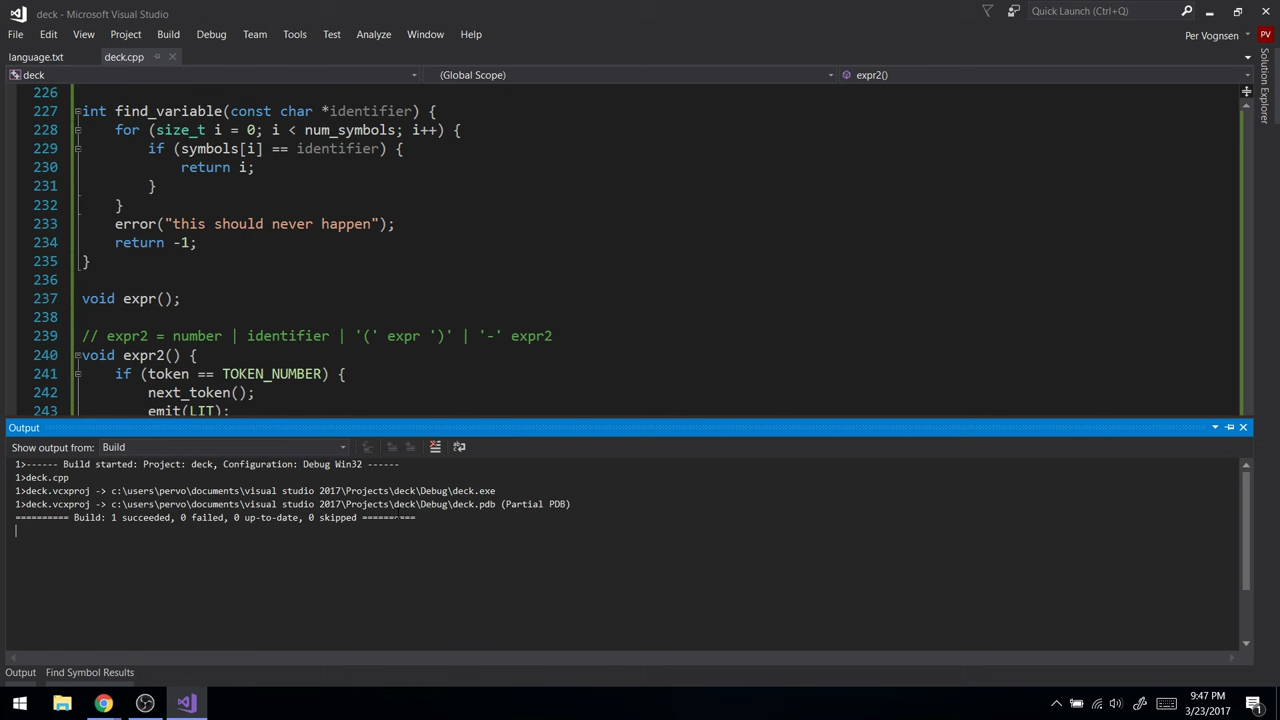 deck - Microsoft Visual Studio
Quick Launch (Ctrl+Q)
File Edit View Project Build Debug Team Tools Test Analyze Window Help
Per Vognsen PV
language.txt deck.cpp
Solution Explorer
deck (Global Scope) expr2()
226
227 int find_variable(const char *identifier) {
228 for (size_t i = 0; i < num_symbols; i++) {
229 if (symbols[i] == identifier) {
230 return i;
231 }
232 }
233 error("this should never happen");
234 return -1;
235 }
236
237 void expr();
238
239 // expr2 = number | identifier | '(' expr ')' | '-' expr2
240 void expr2() {
241 if (token == TOKEN_NUMBER) {
242 next_token();
243 emit(LIT);
Output
Show output from: Build
1>------ Build started: Project: deck, Configuration: Debug Win32 ------
1>deck.cpp
1>deck.vcxproj -> c:\users\pervo\documents\visual studio 2017\Projects\deck\Debug\deck.exe
1>deck.vcxproj -> c:\users\pervo\documents\visual studio 2017\Projects\deck\Debug\deck.pdb (Partial PDB)
========== Build: 1 succeeded, 0 failed, 0 up-to-date, 0 skipped ==========
Output Find Symbol Results
9:47 PM
3/23/2017
1